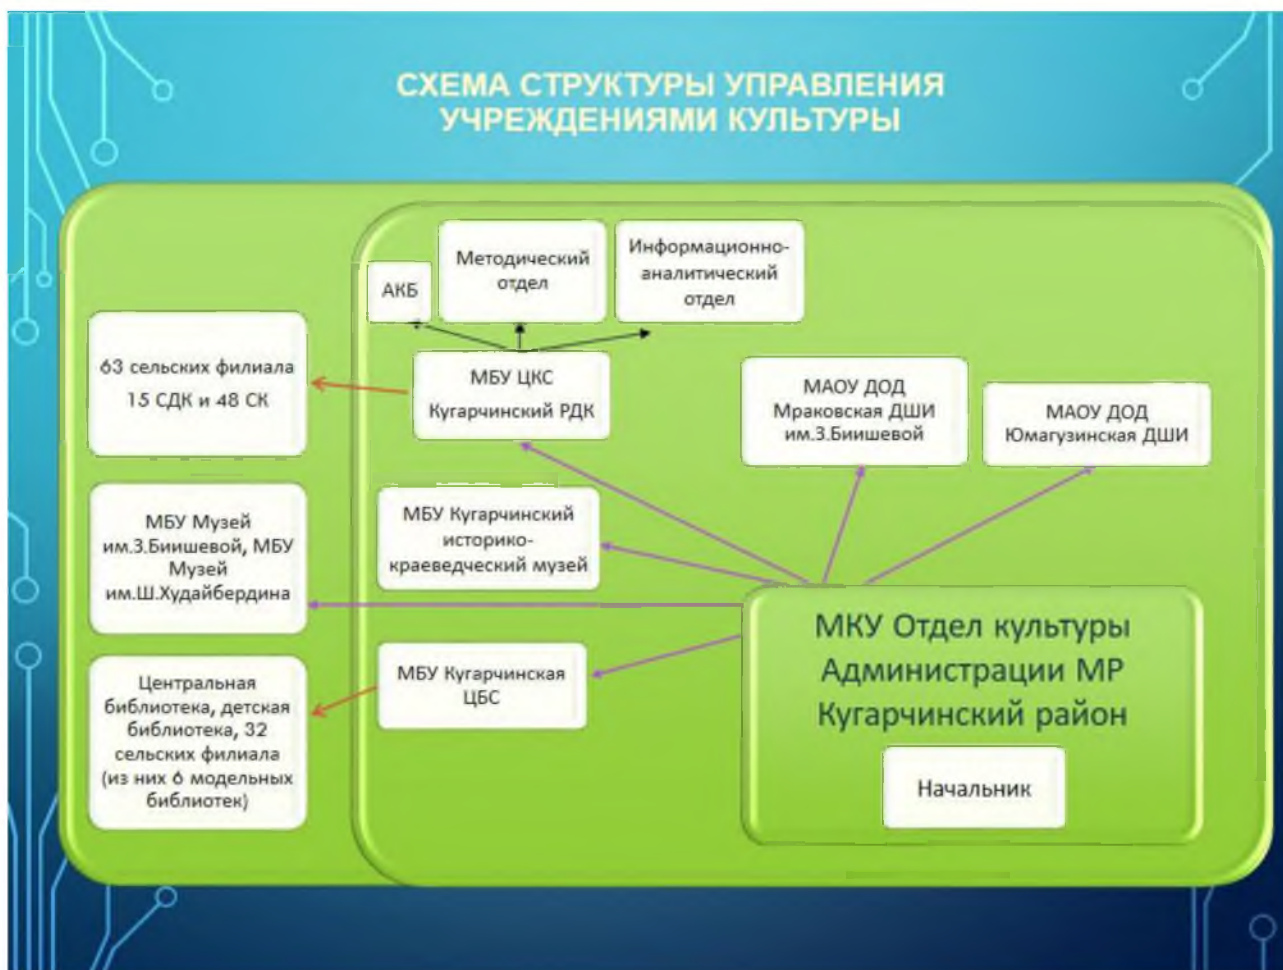 СХЕМА СТРУКТУРЫ УПРАВЛЕНИЯ
УЧРЕЖДЕНИЯМИ КУЛЬТУРЫ
АКБ
Методический
отдел
Информационно-
аналитический
отдел
63 сельских филиала
15 СДК и 48 СК
МБУ ЦКС
Кугарчинский РДК
МАОУ ДОД
Мраковская ДШИ
им.З.Биишевой
МАОУ ДОД
Юмагузинская ДШИ
МБУ Музей
им.З.Биишевой, МБУ
Музей
им.Ш.Худайбердина
МБУ Кугарчинский
историко-
краеведческий музей
Центральная
библиотека, детская
библиотека, 32
сельских филиала
(из них 6 модельных
библиотек)
МБУ Кугарчинская
ЦБС
МКУ Отдел культуры
Администрации МР
Кугарчинский район
Начальник